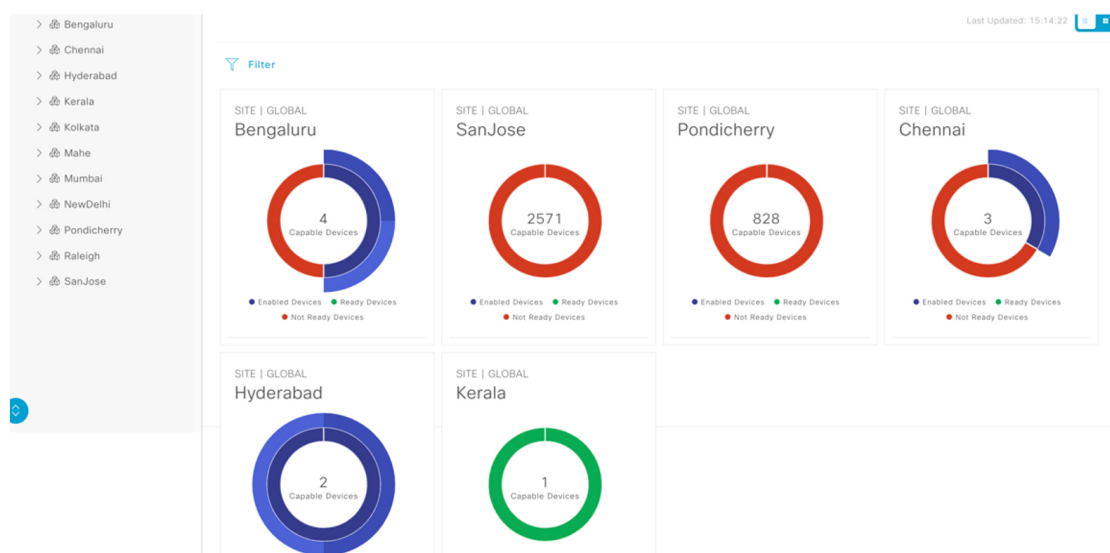 Bengaluru
Chennai
Hyderabad
Kerala
Kolkata
Mahe
Mumbai
NewDelhi
Pondicherry
Raleigh
SanJose
Last Updated: 15:14:22
Filter
SITE | GLOBAL
Bengaluru
4
Capable Devices
Enabled Devices
Ready Devices
Not Ready Devices
SITE | GLOBAL
SanJose
2571
Capable Devices
Enabled Devices
Ready Devices
Not Ready Devices
SITE | GLOBAL
Pondicherry
828
Capable Devices
Enabled Devices
Ready Devices
Not Ready Devices
SITE | GLOBAL
Chennai
3
Capable Devices
Enabled Devices
Ready Devices
Not Ready Devices
SITE | GLOBAL
Hyderabad
2
Capable Devices
SITE | GLOBAL
Kerala
1
Capable Devices